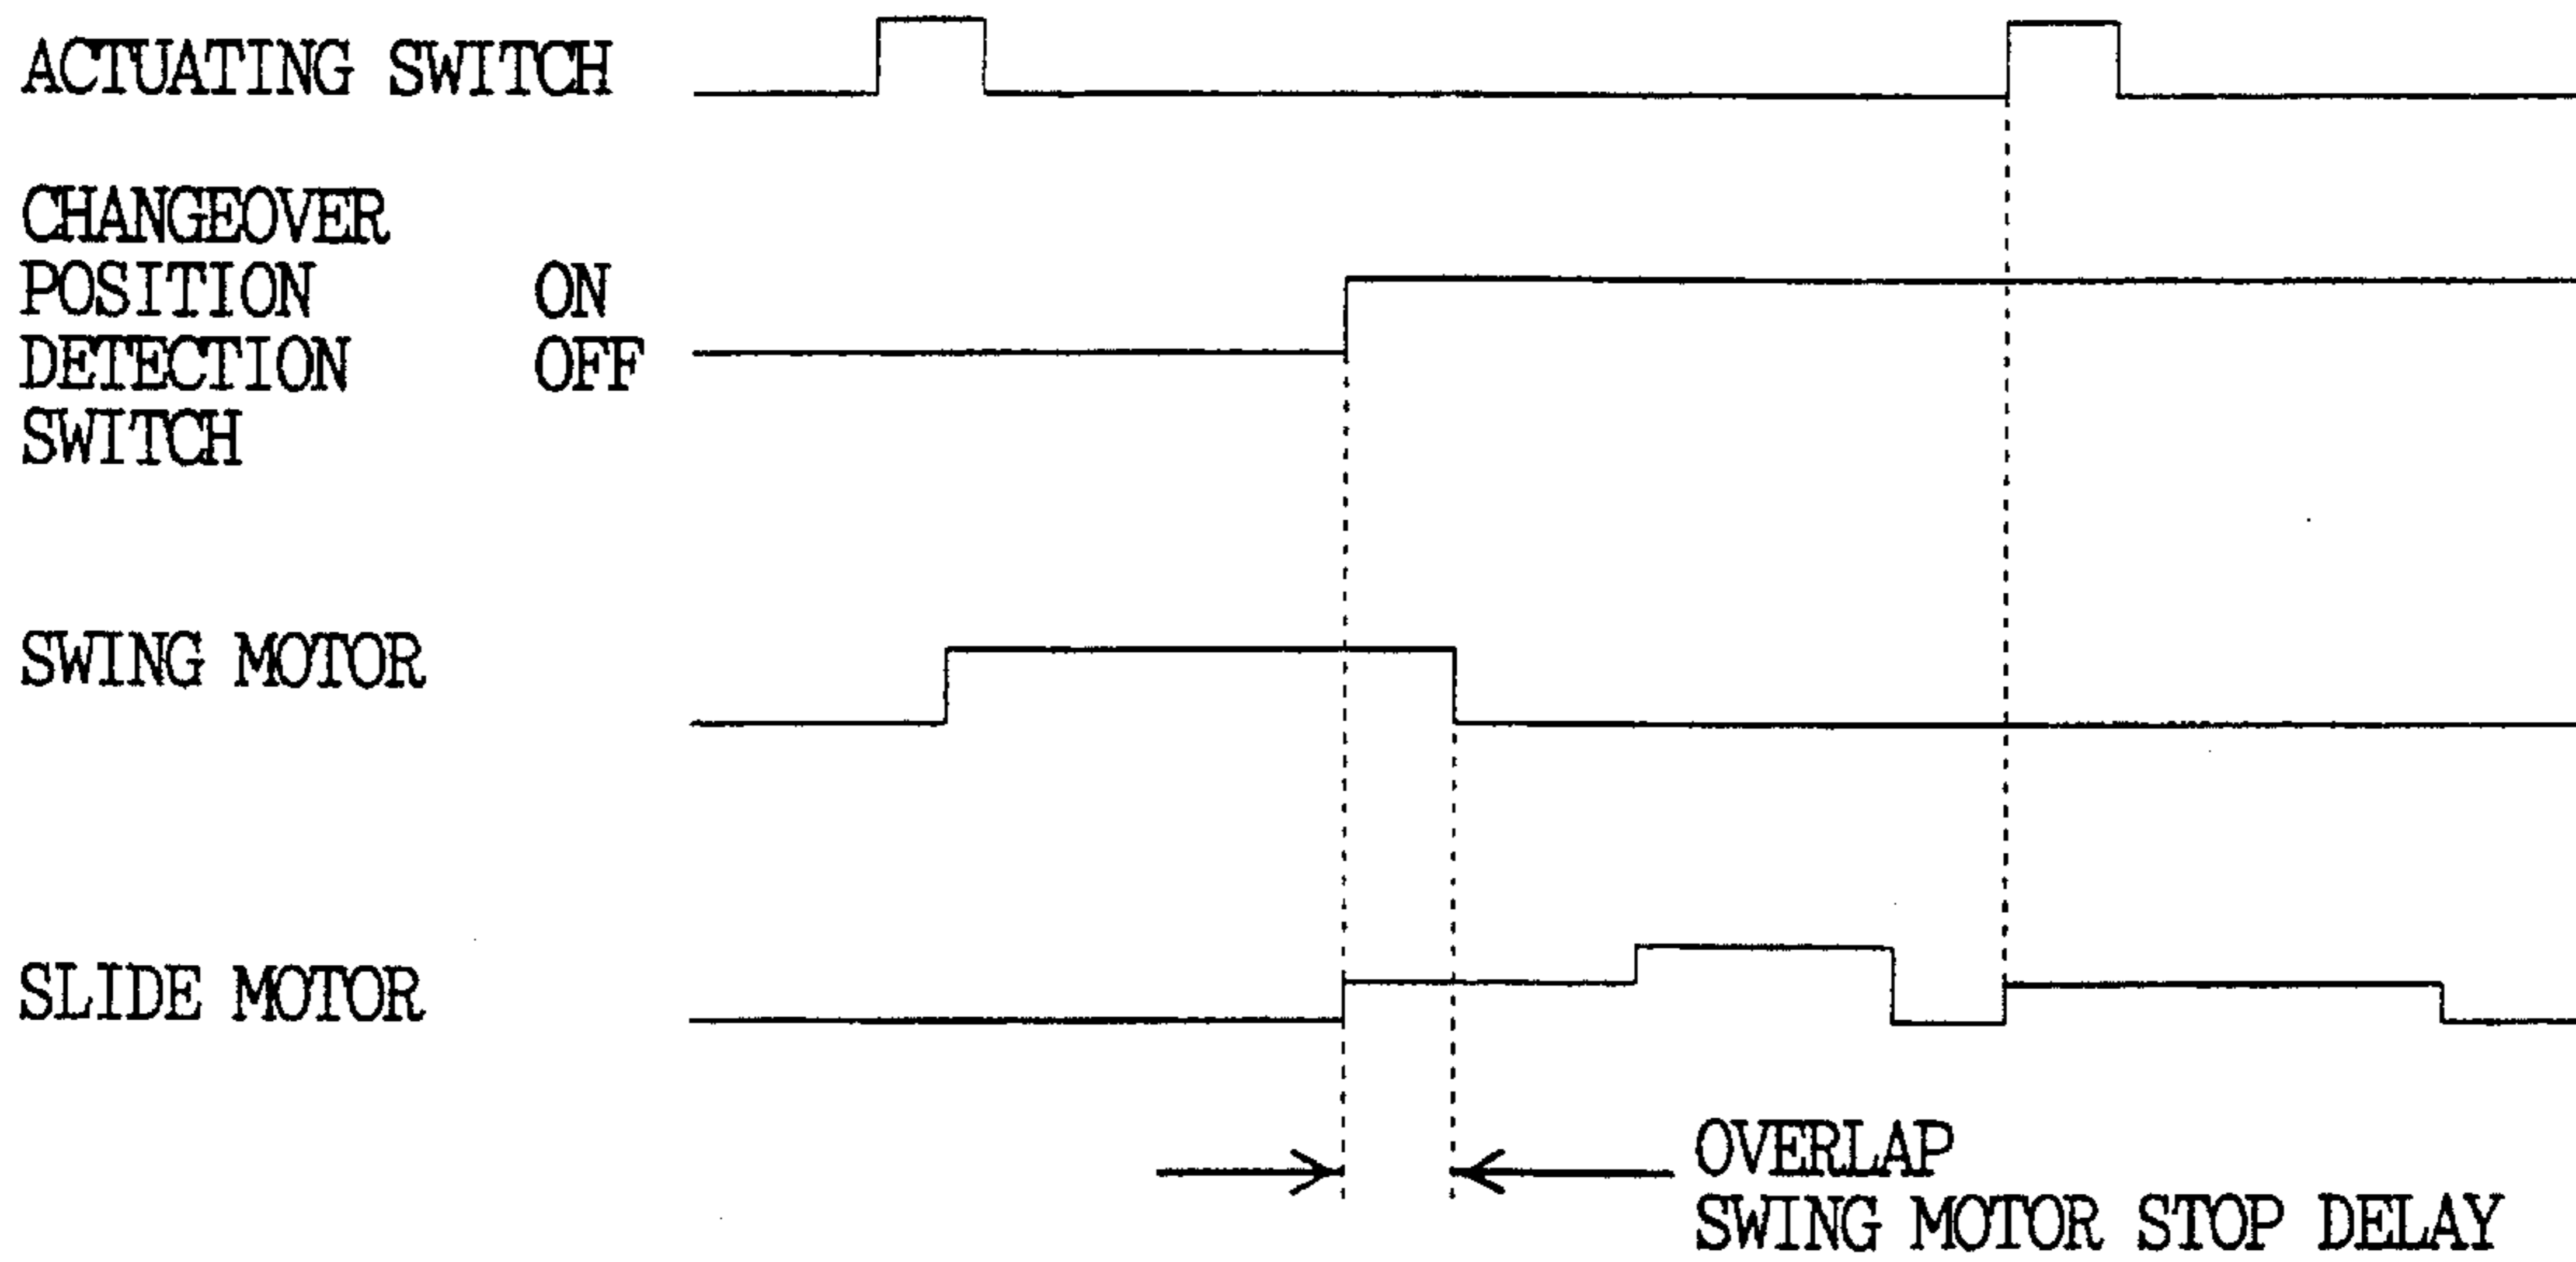 ACTUATING SWITCH
CHANGEOVER
POSITION ON
DETECTION OFF
SWITCH
SWING MOTOR
SLIDE MOTOR
OVERLAP
SWING MOTOR STOP DELAY